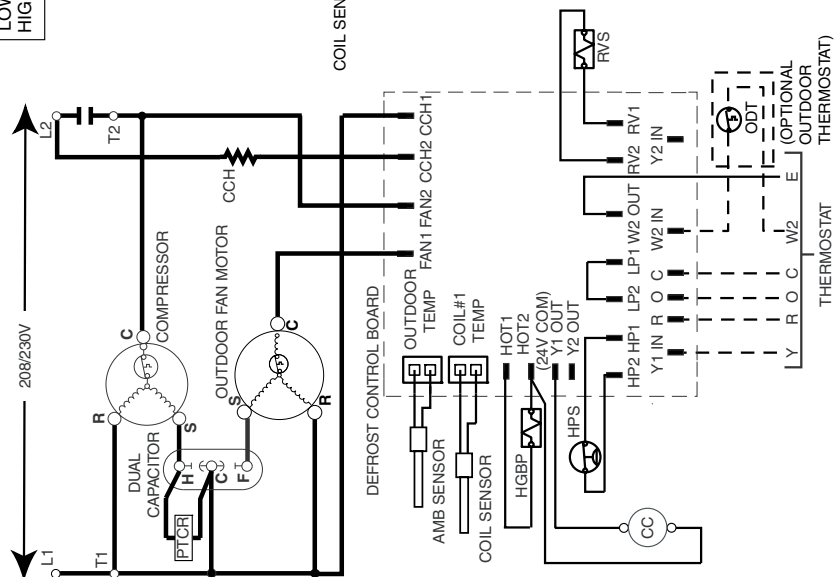 LOW
HIG
208/230V
L1
L2
T1
T2
R
S
C
COMPRESSOR
DUAL
CAPACITOR
H
C
F
PTCR
OUTDOOR FAN MOTOR
S
C
R
CCH
COIL SEN
DEFROST CONTROL BOARD
FAN1 FAN2 CCH2 CCH1
OUTDOOR
TEMP
AMB SENSOR
COIL#1
TEMP
COIL SENSOR
HOT1
HOT2
(24V COM)
Y1 OUT
Y2 OUT
HGBP
HPS
CC
HP2 HP1 LP2 LP1 W2 OUT RV2 RV1
Y1 IN R O C W2 IN Y2 IN
RVS
ODT
(OPTIONAL
OUTDOOR
THERMOSTAT)
Y R O C W2 E
THERMOSTAT